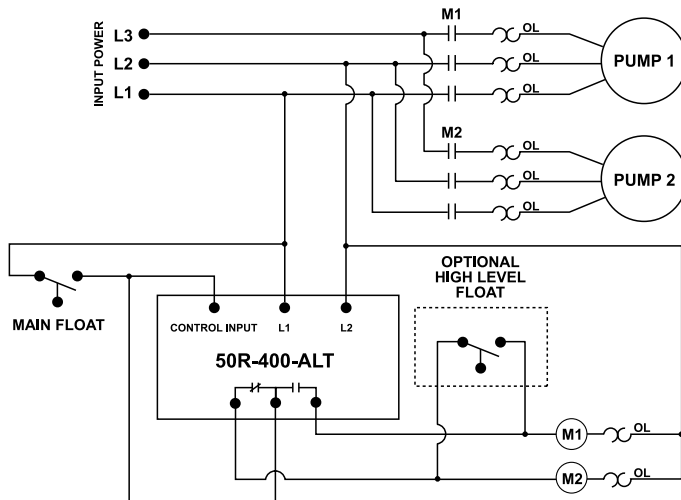 M1
L3
OL
INPUT POWER
L2
OL
PUMP 1
L1
OL
M2
OL
OL
PUMP 2
OL
OPTIONAL
HIGH LEVEL
FLOAT
MAIN FLOAT
CONTROL INPUT
L1
L2
50R-400-ALT
M1
OL
M2
OL